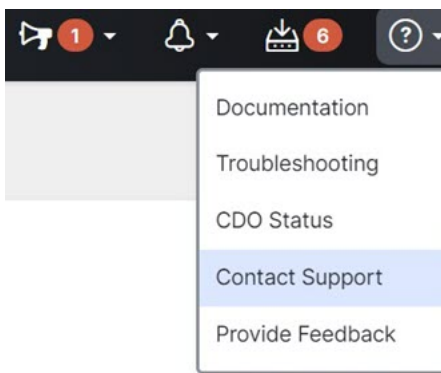 1
6
?
Documentation
Troubleshooting
CDO Status
Contact Support
Provide Feedback